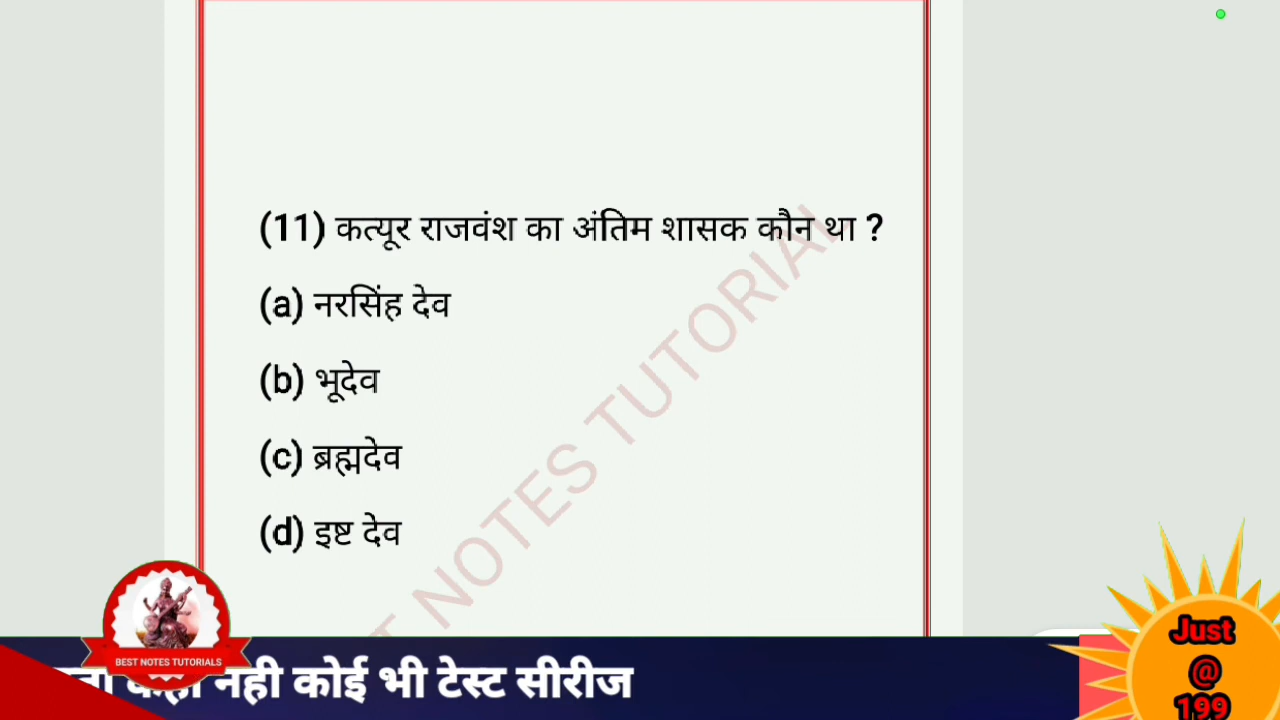 (11) कत्यूर राजवंश का अंतिम शासक कौन था ?
(a) नरसिंह देव
(b) भूदेव
(c) ब्रह्मदेव
(d) इष्ट देव
NOTES TUTORIAL
BEST NOTES TUTORIALS
नही कोई भी टेस्ट सीरीज
Just
@
199